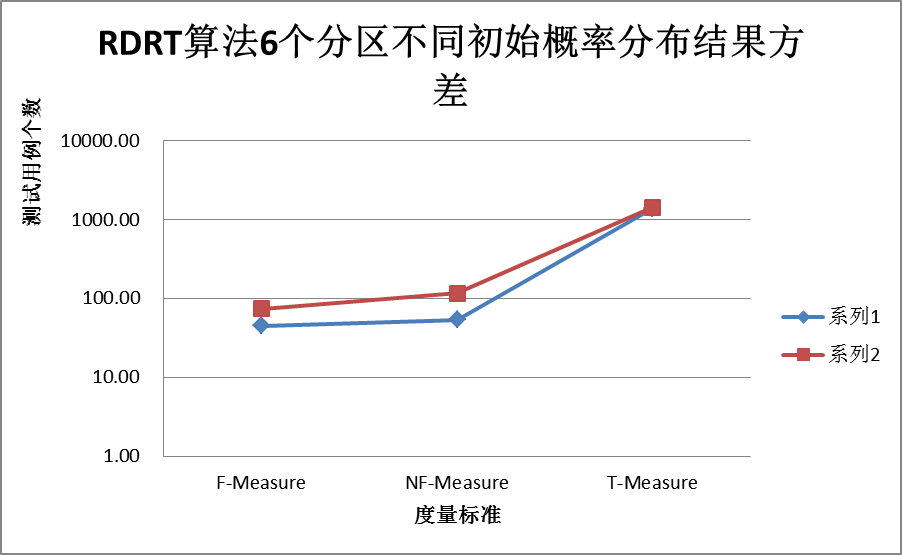 RDRT算法6个分区不同初始概率分布结果方
差
测试用例个数
10000.00
1000.00
100.00
10.00
1.00
F-Measure
NF-Measure
T-Measure
度量标准
系列1
系列2